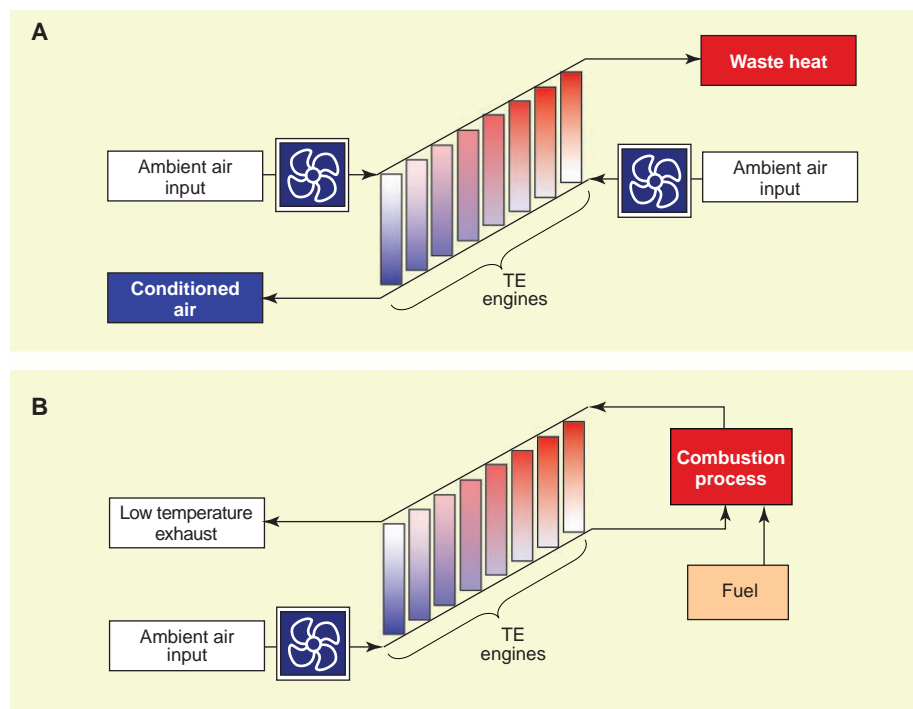 A
Waste heat
Ambient air
input
Ambient air
input
TE
engines
Conditioned
air
B
Combustion
process
Low temperature
exhaust
Fuel
Ambient air
input
TE
engines